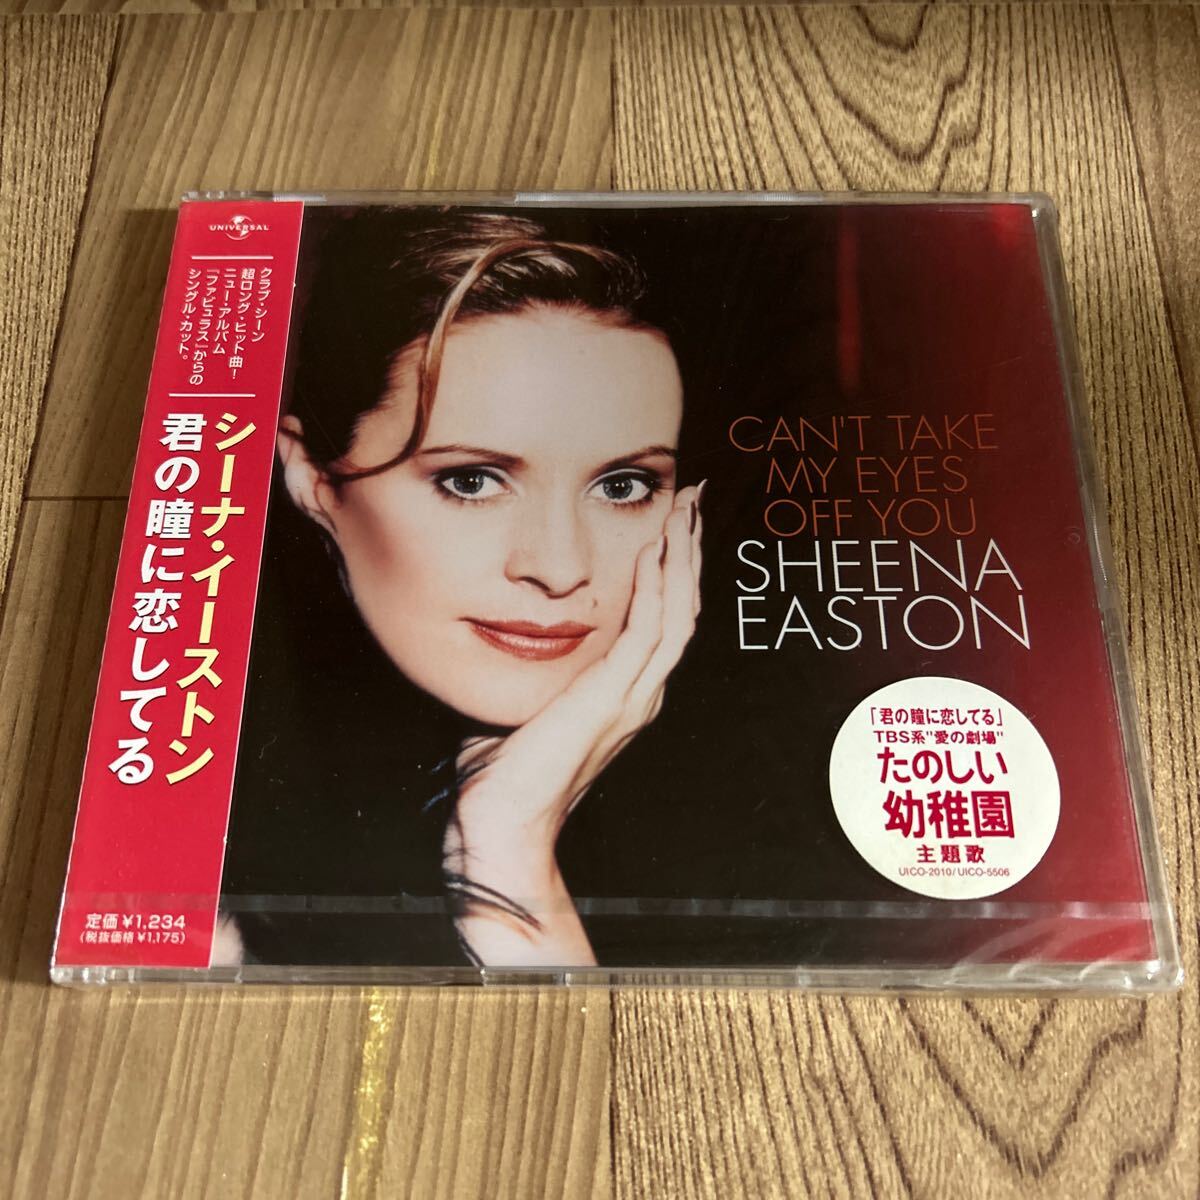 UNIVERSAL
クラブ・シーン
超ロング・ヒット曲!
ニュー・アルバム
「ファビュラス」からの
シングル・カット。
シーナ・イーストン
君の瞳に恋してる
定価¥1,234
(税抜価格¥1,175)
CAN'T TAKE
MY EYES
OFF YOU
SHEENA
EASTON
「君の瞳に恋してる」
TBS系"愛の劇場"
たのしい
幼稚園
主題歌
UICO-2010/UICO-5506